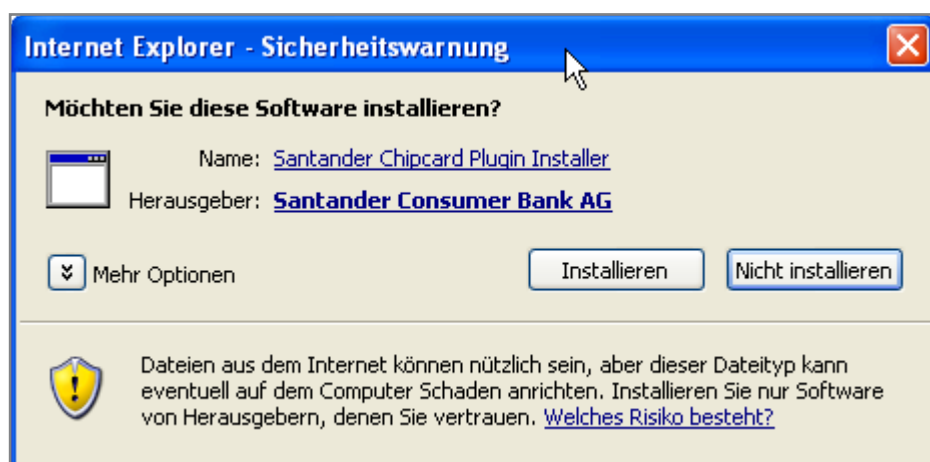 Internet Explorer - Sicherheitswarnung
Möchten Sie diese Software installieren?
Name: Santander Chipcard Plugin Installer
Herausgeber: Santander Consumer Bank AG
Mehr Optionen
Installieren
Nicht installieren
Dateien aus dem Internet können nützlich sein, aber dieser Dateityp kann
eventuell auf dem Computer Schaden anrichten. Installieren Sie nur Software
von Herausgebern, denen Sie vertrauen. Welches Risiko besteht?